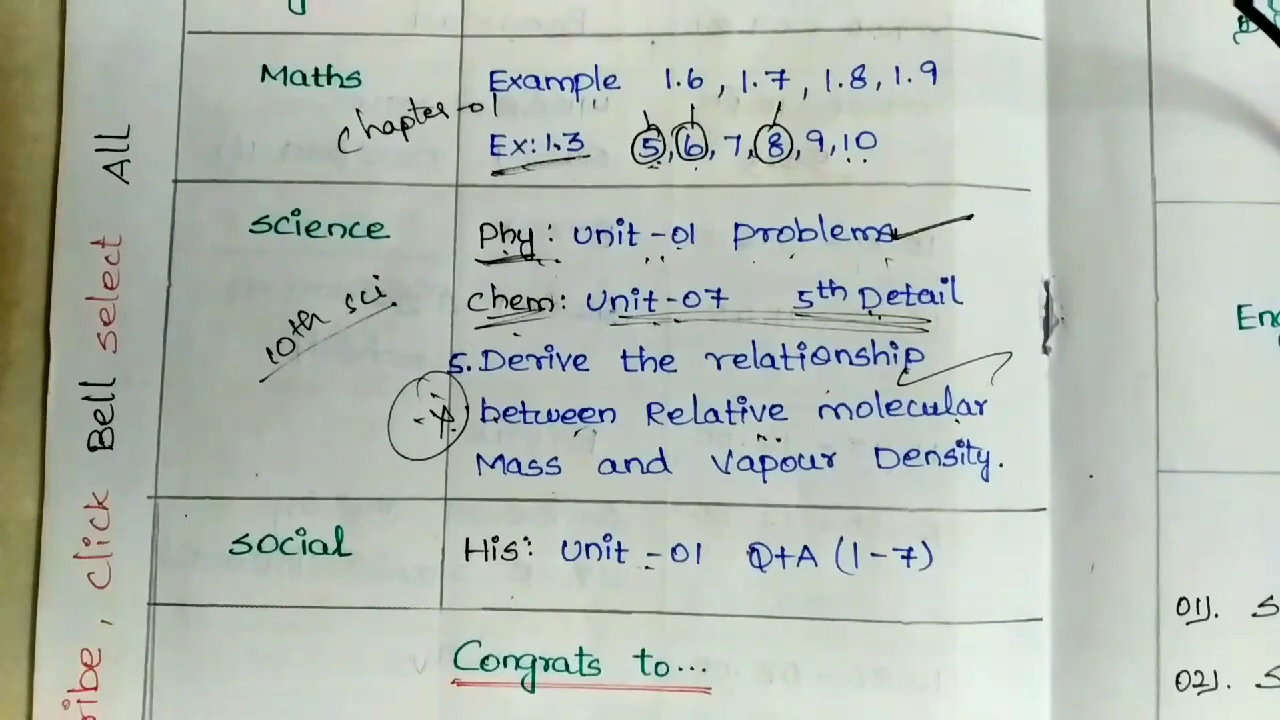 Maths
Example 1.6, 1.7, 1.8, 1.9
Chapter-01
Ex: 1.3 5, 6, 7, 8, 9, 10
science
Phy: unit-01 problems
chem: unit-07 5th Detail
10th sci.
5. Derive the relationship
between Relative molecular
Mass and vapour Density.
social
His: unit-01 Q+A (1-7)
Congrats to...
ribe, click Bell select All
01).
02).